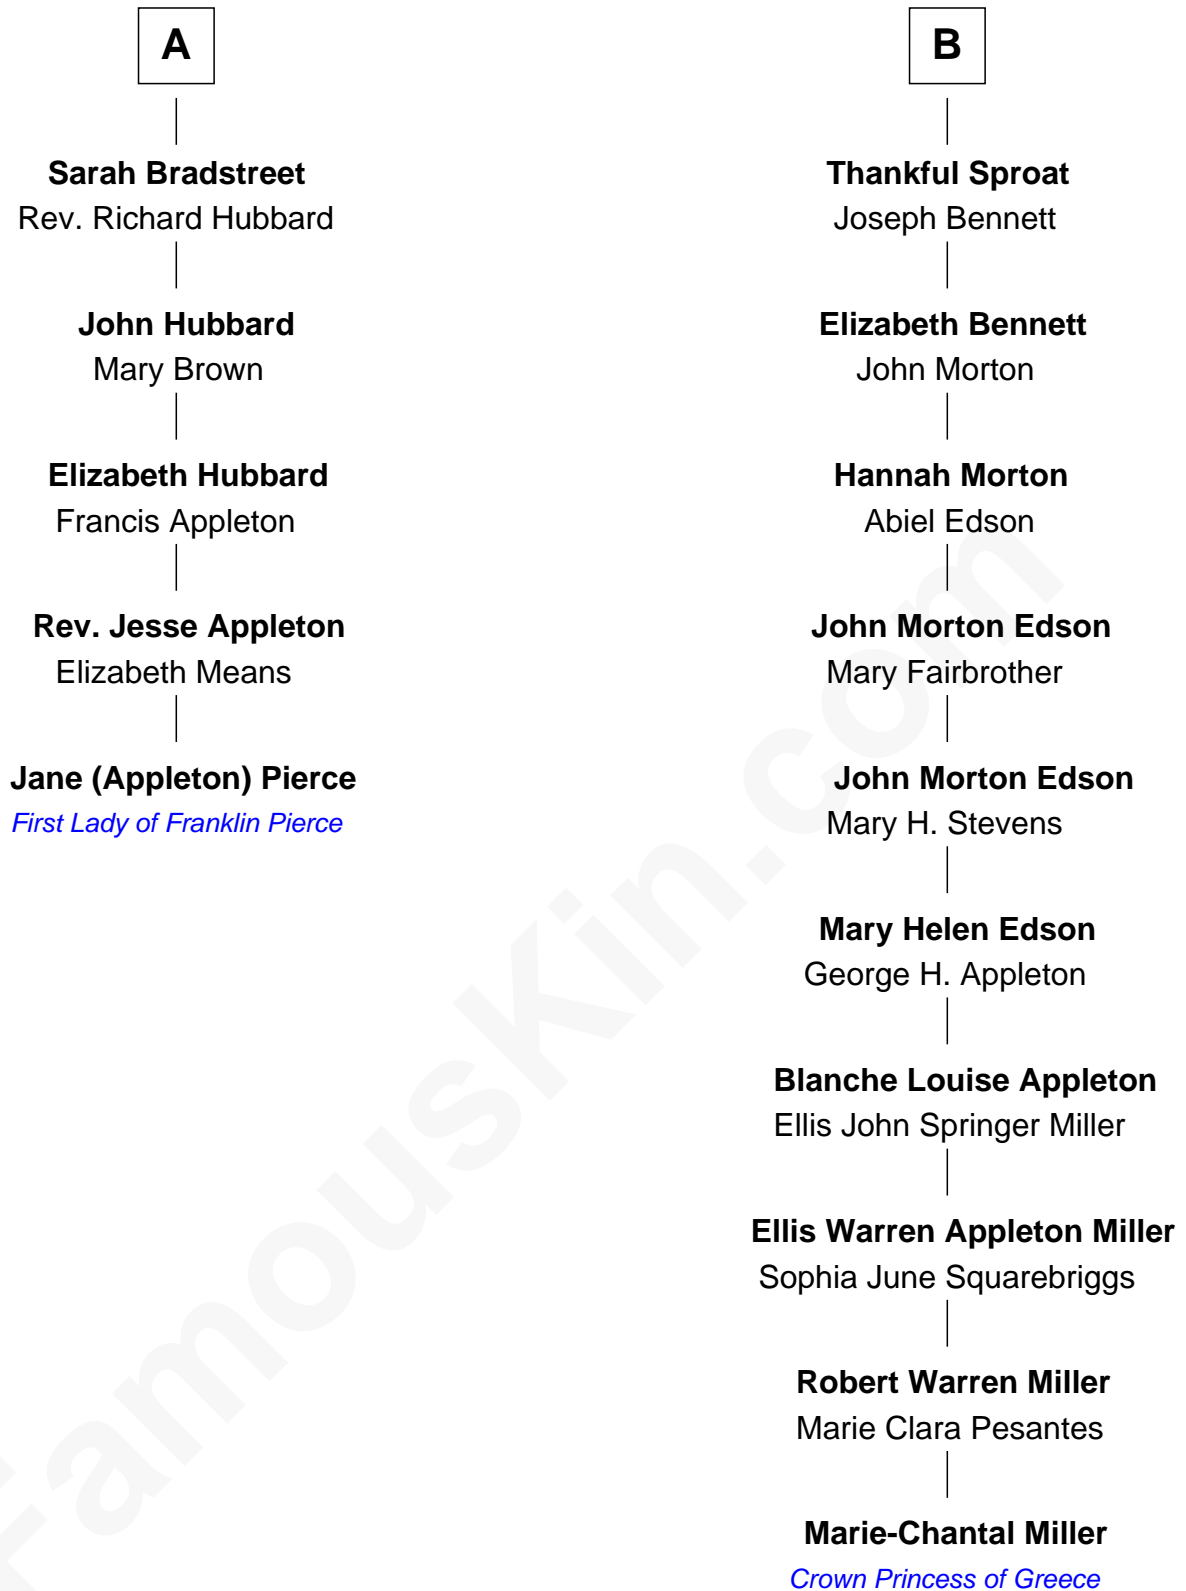 A
Sarah Bradstreet
Rev. Richard Hubbard
John Hubbard
Mary Brown
Elizabeth Hubbard
Francis Appleton
Rev. Jesse Appleton
Elizabeth Means
Jane (Appleton) Pierce
First Lady of Franklin Pierce
B
Thankful Sproat
Joseph Bennett
Elizabeth Bennett
John Morton
Hannah Morton
Abiel Edson
John Morton Edson
Mary Fairbrother
John Morton Edson
Mary H. Stevens
Mary Helen Edson
George H. Appleton
Blanche Louise Appleton
Ellis John Springer Miller
Ellis Warren Appleton Miller
Sophia June Squarebriggs
Robert Warren Miller
Marie Clara Pesantes
Marie-Chantal Miller
Crown Princess of Greece
FamousKin.com